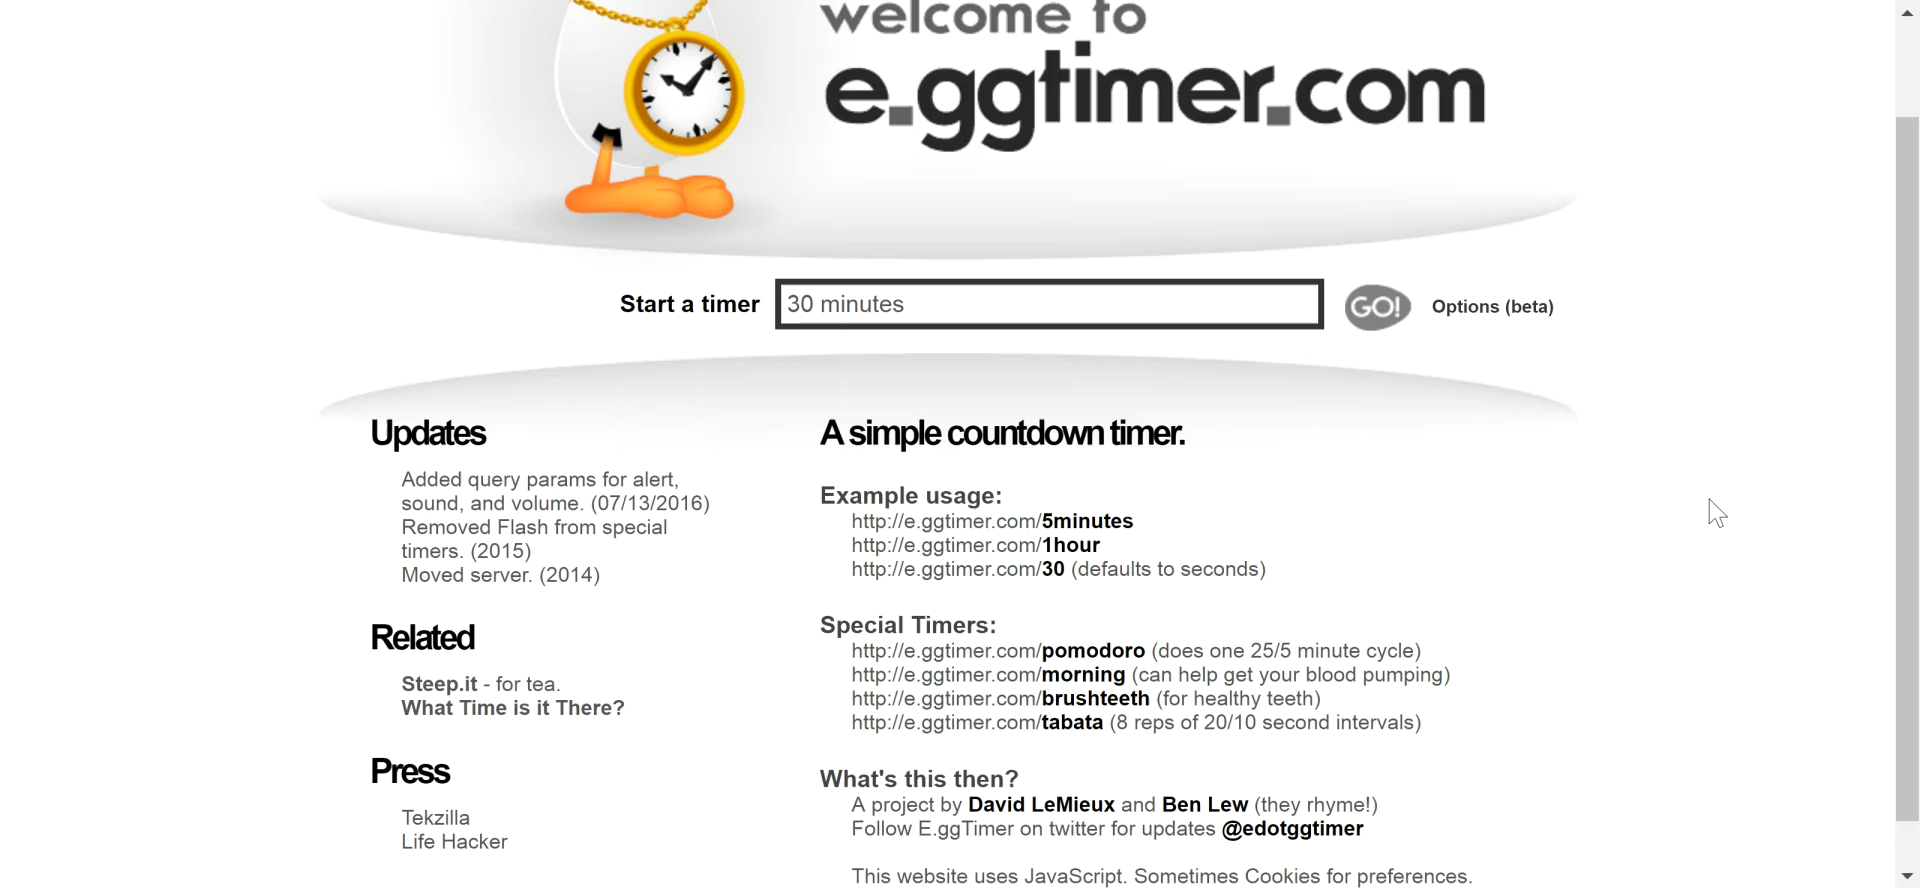 welcome to
e.ggtimer.com
Start a timer
30 minutes
GO!
Options (beta)
Updates
Added query params for alert,
sound, and volume. (07/13/2016)
Removed Flash from special
timers. (2015)
Moved server. (2014)
Related
Steep.it - for tea.
What Time is it There?
Press
Tekzilla
Life Hacker
A simple countdown timer.
Example usage:
http://e.ggtimer.com/5minutes
http://e.ggtimer.com/1hour
http://e.ggtimer.com/30 (defaults to seconds)
Special Timers:
http://e.ggtimer.com/pomodoro (does one 25/5 minute cycle)
http://e.ggtimer.com/morning (can help get your blood pumping)
http://e.ggtimer.com/brushteeth (for healthy teeth)
http://e.ggtimer.com/tabata (8 reps of 20/10 second intervals)
What's this then?
A project by David LeMieux and Ben Lew (they rhyme!)
Follow E.ggTimer on twitter for updates @edotggtimer
This website uses JavaScript. Sometimes Cookies for preferences.